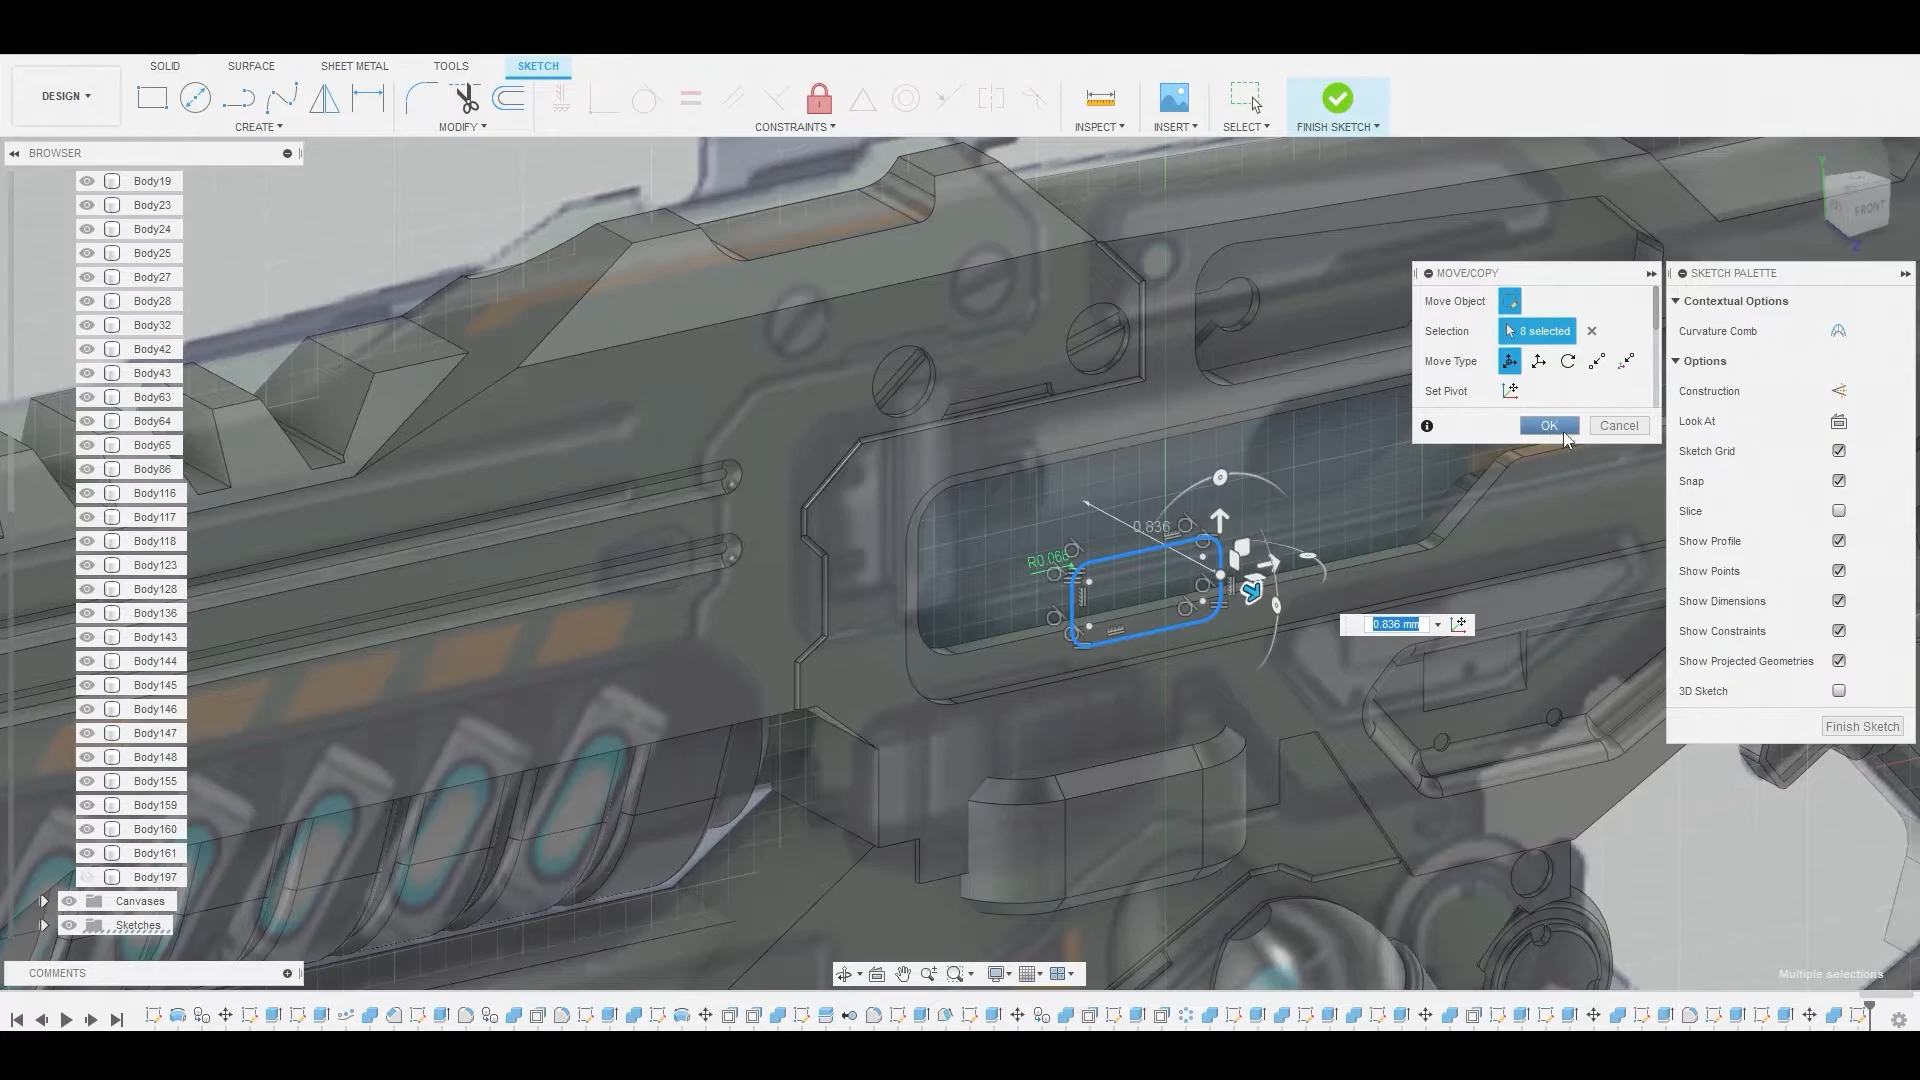 SOLID SURFACE SHEET METAL TOOLS SKETCH
DESIGN
CREATE MODIFY CONSTRAINTS INSPECT INSERT SELECT FINISH SKETCH
BROWSER
Body19
Body23
Body24
Body25
Body27
Body28
Body32
Body42
Body43
Body63
Body64
Body65
Body86
Body116
Body117
Body118
Body123
Body128
Body136
Body143
Body144
Body145
Body146
Body147
Body148
Body155
Body159
Body160
Body161
Body197
Canvases
Sketches
COMMENTS
FRONT
MOVE/COPY
Move Object
Selection 8 selected
Move Type
Set Pivot
OK Cancel
0.836
0.836 mm
SKETCH PALETTE
Contextual Options
Curvature Comb
Options
Construction
Look At
Sketch Grid
Snap
Slice
Show Profile
Show Points
Show Dimensions
Show Constraints
Show Projected Geometries
3D Sketch
Finish Sketch
Multiple selections